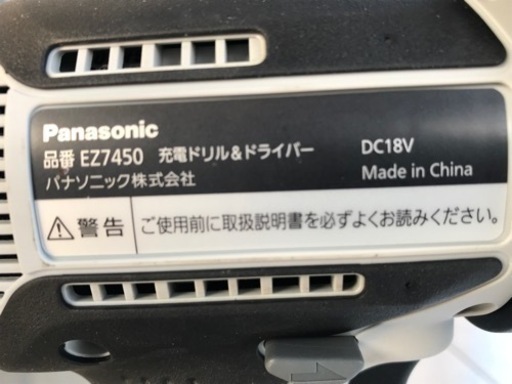 Panasonic
品番 EZ7450 充電ドリル&ドライバー DC18V
パナソニック株式会社 Made in China
⚠警告 ご使用前に取扱説明書を必ずよくお読みください。